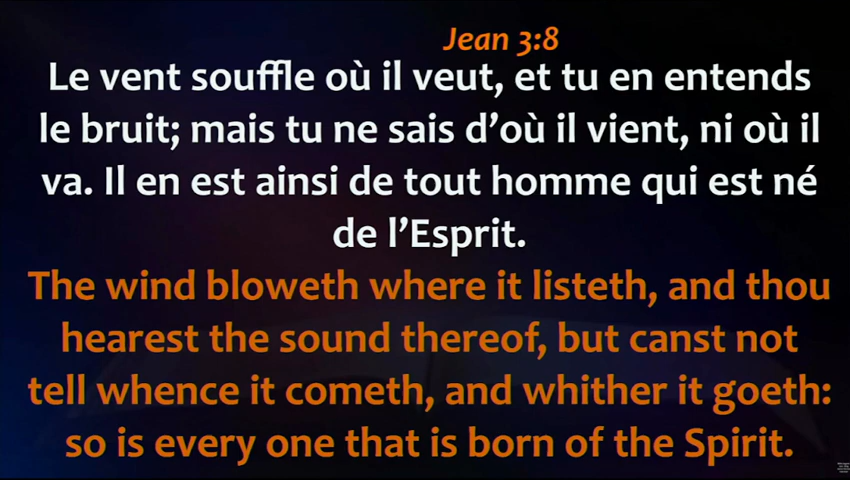 Jean 3:8
Le vent souffle où il veut, et tu en entends
le bruit; mais tu ne sais d’où il vient, ni où il
va. Il en est ainsi de tout homme qui est né
de l’Esprit.
The wind bloweth where it listeth, and thou
hearest the sound thereof, but canst not
tell whence it cometh, and whither it goeth:
so is every one that is born of the Spirit.